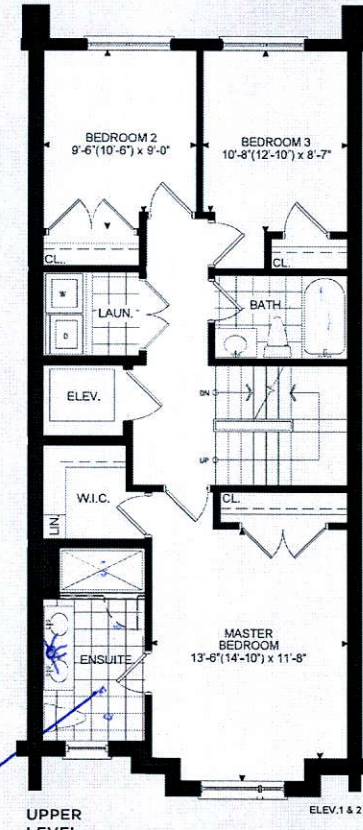 BEDROOM 2
9'-6"(10'-6") x 9'-0"
BEDROOM 3
10'-8"(12'-10") x 8'-7"
CL.
CL.
W
D
LAUN.
BATH
ELEV.
DN
UP
W.I.C.
LIN
CL.
ENSUITE
MASTER
BEDROOM
13'-6"(14'-10") x 11'-8"
UPPER
LEVEL
ELEV.1 & 2